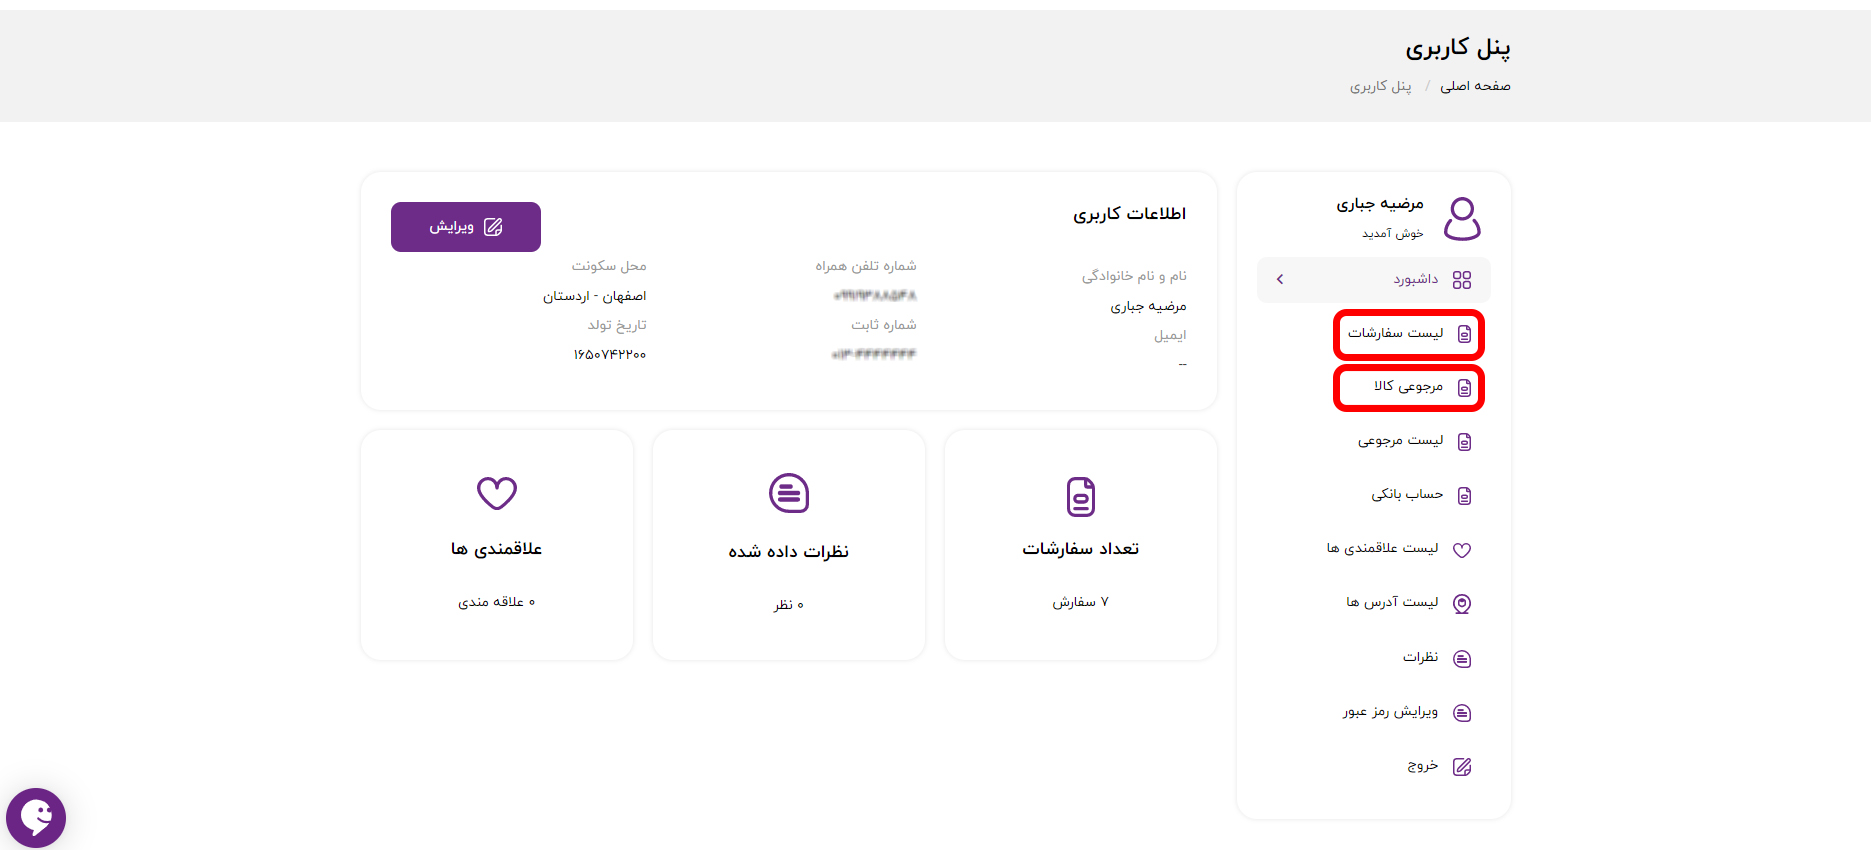 پنل کاربری
صفحه اصلی / پنل کاربری
مرضیه جباری
خوش آمدید
داشبورد
لیست سفارشات
مرجوعی کالا
لیست مرجوعی
حساب بانکی
لیست علاقمندی ها
لیست آدرس ها
نظرات
ویرایش رمز عبور
خروج
اطلاعات کاربری
ویرایش
نام و نام خانوادگی
مرضیه جباری
ایمیل
--
شماره تلفن همراه
شماره ثابت
محل سکونت
اصفهان - اردستان
تاریخ تولد
۱۶۵۰۷۴۲۲۰۰
تعداد سفارشات
۷ سفارش
نظرات داده شده
۰ نظر
علاقمندی ها
۰ علاقه مندی